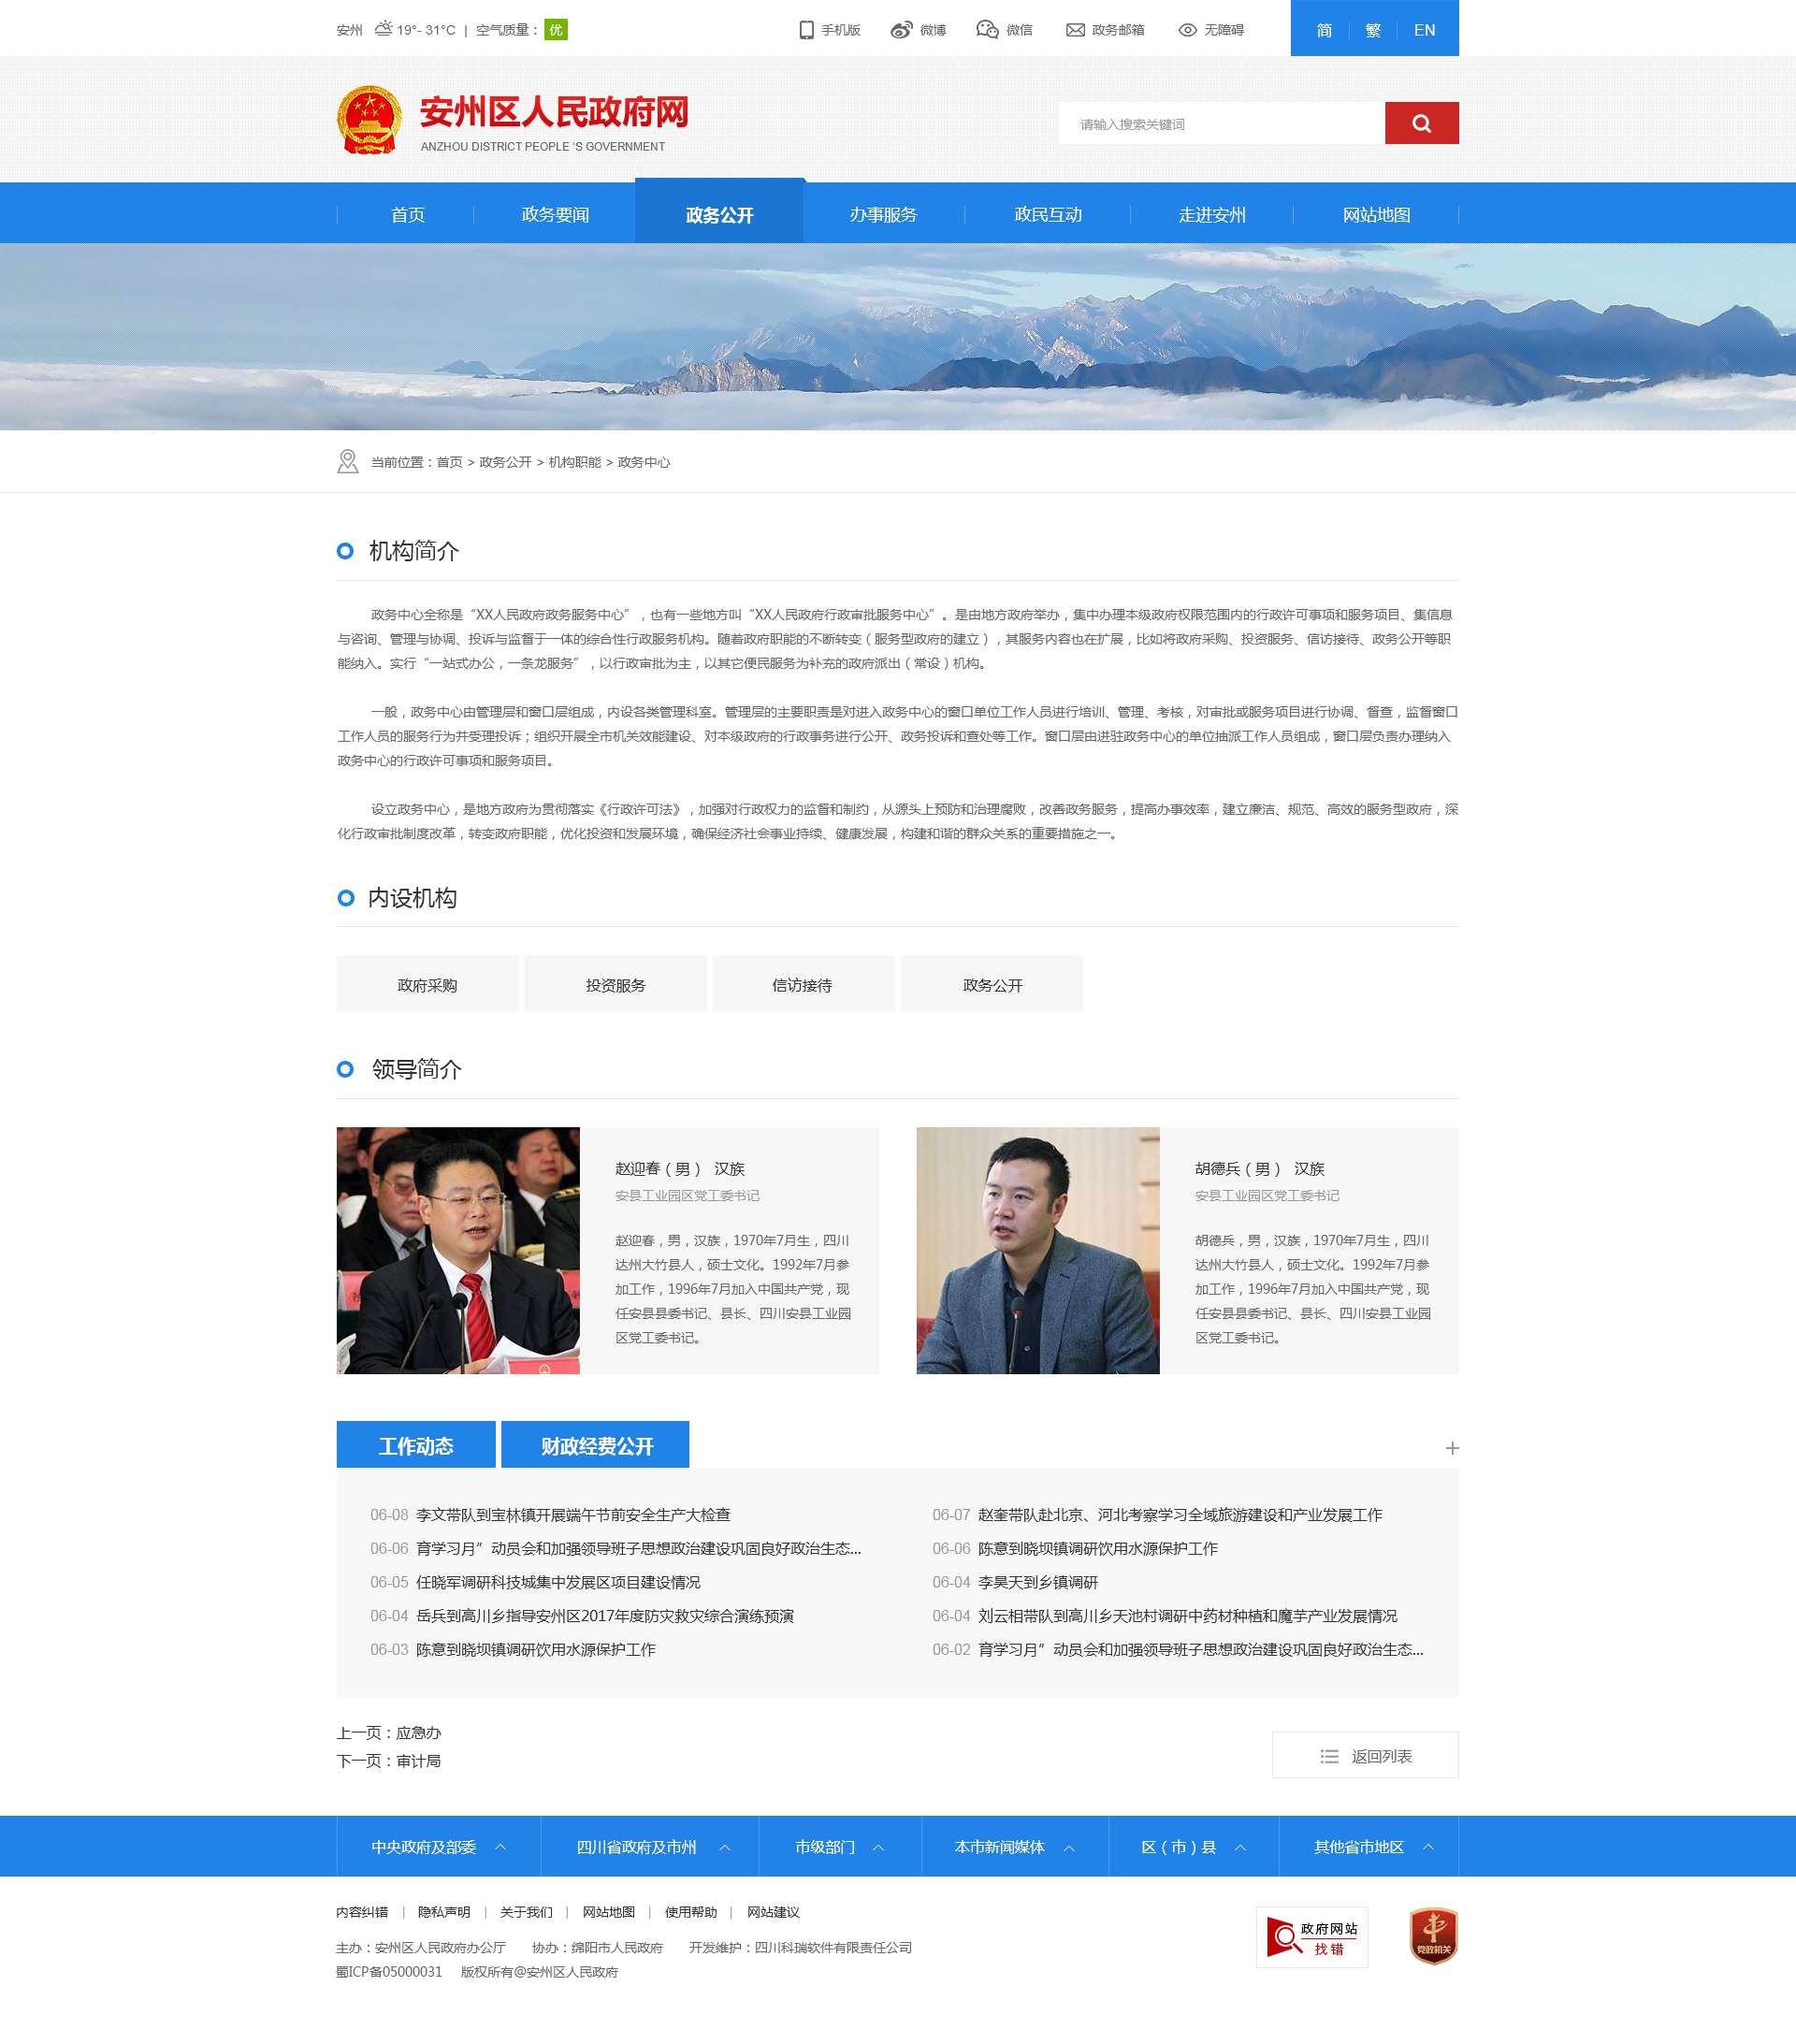 安州 19°- 31°C | 空气质量： 优 手机版 微博 微信 政务邮箱 无障碍 简 繁 EN
安州区人民政府网
ANZHOU DISTRICT PEOPLE 'S GOVERNMENT
请输入搜索关键词
首页 政务要闻 政务公开 办事服务 政民互动 走进安州 网站地图
当前位置：首页 > 政务公开 > 机构职能 > 政务中心
机构简介
政务中心全称是“XX人民政府政务服务中心”，也有一些地方叫“XX人民政府行政审批服务中心”。是由地方政府举办，集中办理本级政府权限范围内的行政许可事项和服务项目、集信息
与咨询、管理与协调、投诉与监督于一体的综合性行政服务机构。随着政府职能的不断转变（服务型政府的建立），其服务内容也在扩展，比如将政府采购、投资服务、信访接待、政务公开等职
能纳入。实行“一站式办公，一条龙服务”，以行政审批为主，以其它便民服务为补充的政府派出（常设）机构。
一般，政务中心由管理层和窗口层组成，内设各类管理科室。管理层的主要职责是对进入政务中心的窗口单位工作人员进行培训、管理、考核，对审批或服务项目进行协调、督查，监督窗口
工作人员的服务行为并受理投诉；组织开展全市机关效能建设、对本级政府的行政事务进行公开、政务投诉和查处等工作。窗口层由进驻政务中心的单位抽派工作人员组成，窗口层负责办理纳入
政务中心的行政许可事项和服务项目。
设立政务中心，是地方政府为贯彻落实《行政许可法》，加强对行政权力的监督和制约，从源头上预防和治理腐败，改善政务服务，提高办事效率，建立廉洁、规范、高效的服务型政府，深
化行政审批制度改革，转变政府职能，优化投资和发展环境，确保经济社会事业持续、健康发展，构建和谐的群众关系的重要措施之一。
内设机构
政府采购 投资服务 信访接待 政务公开
领导简介
赵迎春（男） 汉族
安县工业园区党工委书记
赵迎春，男，汉族，1970年7月生，四川
达州大竹县人，硕士文化。1992年7月参
加工作，1996年7月加入中国共产党，现
任安县县委书记、县长、四川安县工业园
区党工委书记。
胡德兵（男） 汉族
安县工业园区党工委书记
胡德兵，男，汉族，1970年7月生，四川
达州大竹县人，硕士文化。1992年7月参
加工作，1996年7月加入中国共产党，现
任安县县委书记、县长、四川安县工业园
区党工委书记。
工作动态 财政经费公开
06-08 李文带队到宝林镇开展端午节前安全生产大检查
06-06 育学习月”动员会和加强领导班子思想政治建设巩固良好政治生态...
06-05 任晓军调研科技城集中发展区项目建设情况
06-04 岳兵到高川乡指导安州区2017年度防灾救灾综合演练预演
06-03 陈意到晓坝镇调研饮用水源保护工作
06-07 赵奎带队赴北京、河北考察学习全域旅游建设和产业发展工作
06-06 陈意到晓坝镇调研饮用水源保护工作
06-04 李昊天到乡镇调研
06-04 刘云相带队到高川乡天池村调研中药材种植和魔芋产业发展情况
06-02 育学习月”动员会和加强领导班子思想政治建设巩固良好政治生态...
上一页：应急办
下一页：审计局
返回列表
中央政府及部委 四川省政府及市州 市级部门 本市新闻媒体 区（市）县 其他省市地区
内容纠错 | 隐私声明 | 关于我们 | 网站地图 | 使用帮助 | 网站建议
主办：安州区人民政府办公厅 协办：绵阳市人民政府 开发维护：四川科瑞软件有限责任公司
蜀ICP备05000031 版权所有@安州区人民政府
政府网站
找错
党政机关